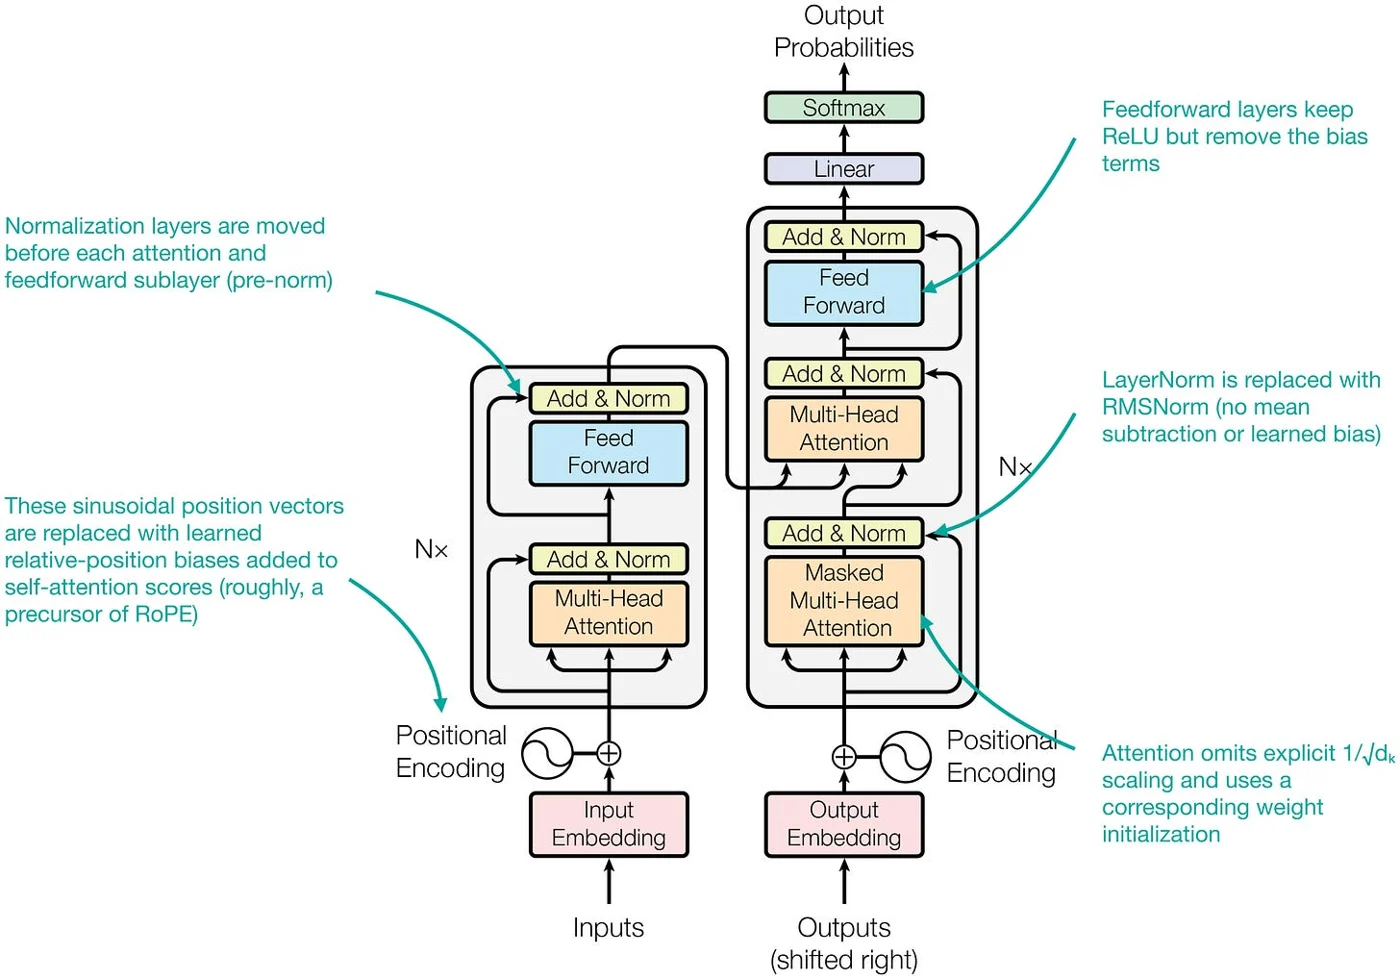 Output
Probabilities
Softmax
Linear
Add & Norm
Feed
Forward
Add & Norm
Multi-Head
Attention
Add & Norm
Masked
Multi-Head
Attention
Nx
Positional
Encoding
Output
Embedding
Outputs
(shifted right)
Add & Norm
Feed
Forward
Add & Norm
Multi-Head
Attention
Nx
Positional
Encoding
Input
Embedding
Inputs
Normalization layers are moved
before each attention and
feedforward sublayer (pre-norm)
These sinusoidal position vectors
are replaced with learned
relative-position biases added to
self-attention scores (roughly, a
precursor of RoPE)
Feedforward layers keep
ReLU but remove the bias
terms
LayerNorm is replaced with
RMSNorm (no mean
subtraction or learned bias)
Attention omits explicit 1/√dₖ
scaling and uses a
corresponding weight
initialization